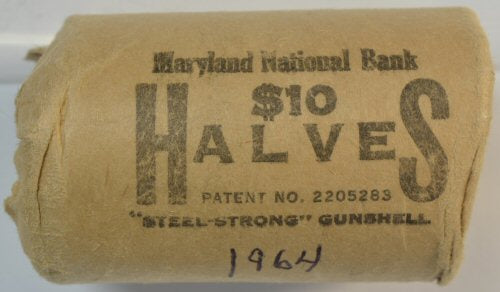 Maryland National Bank
$10
HALVES
PATENT NO. 2205283
"STEEL-STRONG" GUNSHELL
1964